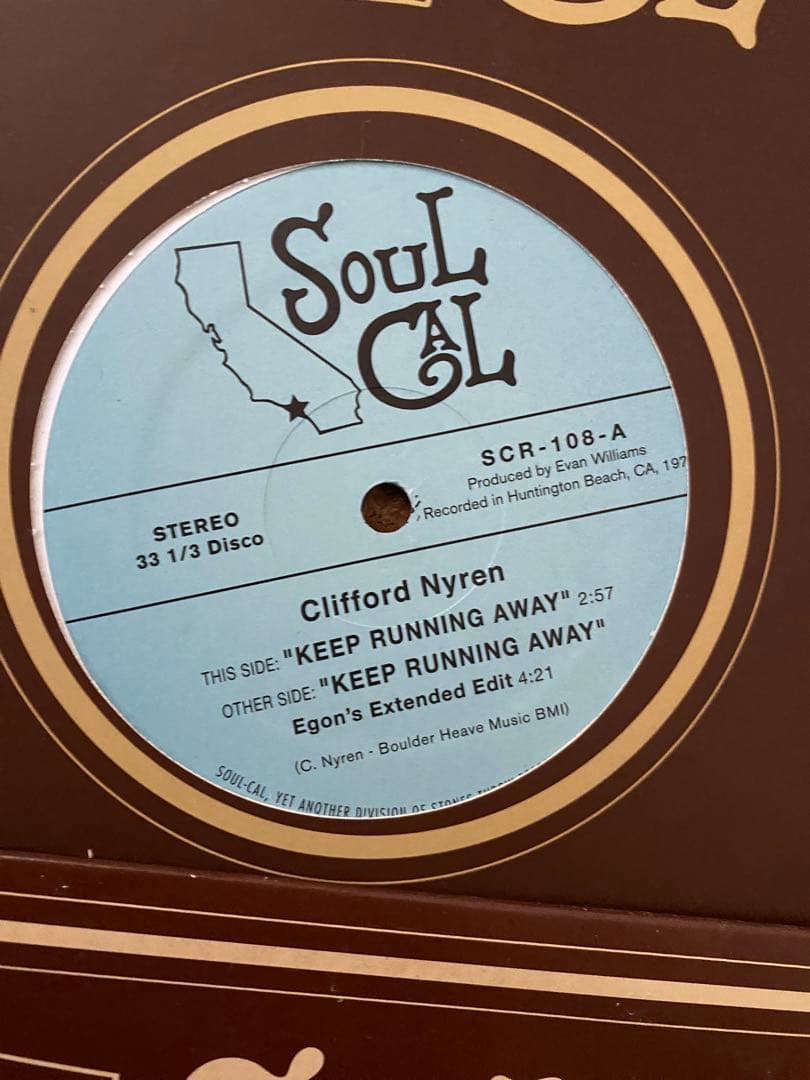 SOUL
CAL
SCR-108-A
Produced by Evan Williams
Recorded in Huntington Beach, CA, 197
STEREO
33 1/3 Disco
Clifford Nyren
THIS SIDE: "KEEP RUNNING AWAY" 2:57
OTHER SIDE: "KEEP RUNNING AWAY"
Egon's Extended Edit 4:21
(C. Nyren - Boulder Heave Music BMI)
SOUL-CAL, YET ANOTHER DIVISION OF STONES